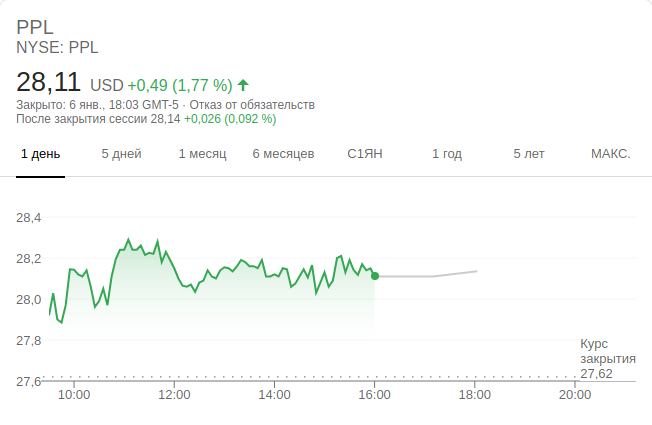 PPL
NYSE: PPL
28,11 USD +0,49 (1,77 %)
Закрыто: 6 янв., 18:03 GMT-5 · Отказ от обязательств
После закрытия сессии 28,14 +0,026 (0,092 %)
1 день 5 дней 1 месяц 6 месяцев С1ЯН 1 год 5 лет МАКС.
28,4
28,2
28,0
27,8
27,6
Курс
закрытия
27,62
10:00 12:00 14:00 16:00 18:00 20:00